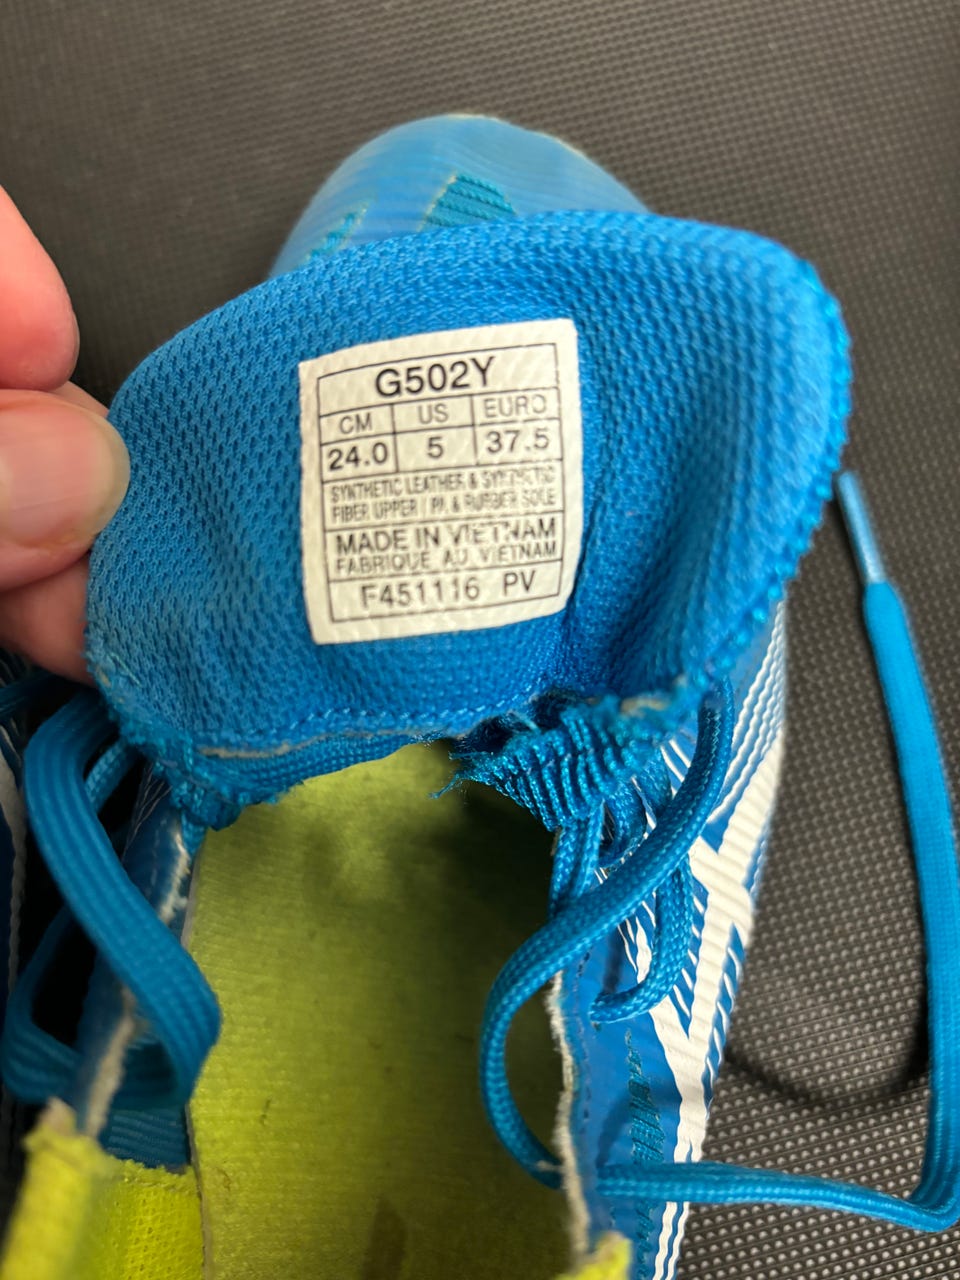 G502Y
CM US EURO
24.0 5 37.5
SYNTHETIC LEATHER & SYNTHETIC
FIBER UPPER / PA & RUBBER SOLE
MADE IN VIETNAM
FABRIQUE AU VIETNAM
F451116 PV